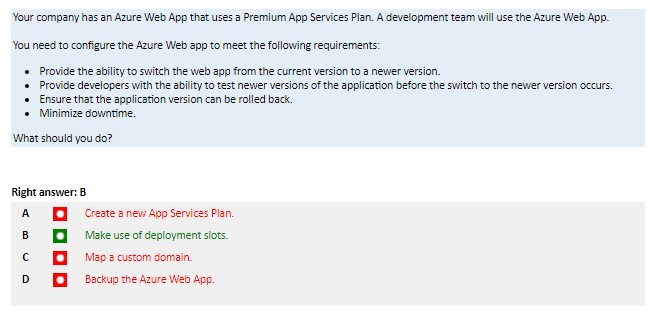 Your company has an Azure Web App that uses a Premium App Services Plan. A development team will use the Azure Web App.
You need to configure the Azure Web app to meet the following requirements:
• Provide the ability to switch the web app from the current version to a newer version.
• Provide developers with the ability to test newer versions of the application before the switch to the newer version occurs.
• Ensure that the application version can be rolled back.
• Minimize downtime.
What should you do?
Right answer: B
A Create a new App Services Plan.
B Make use of deployment slots.
C Map a custom domain.
D Backup the Azure Web App.